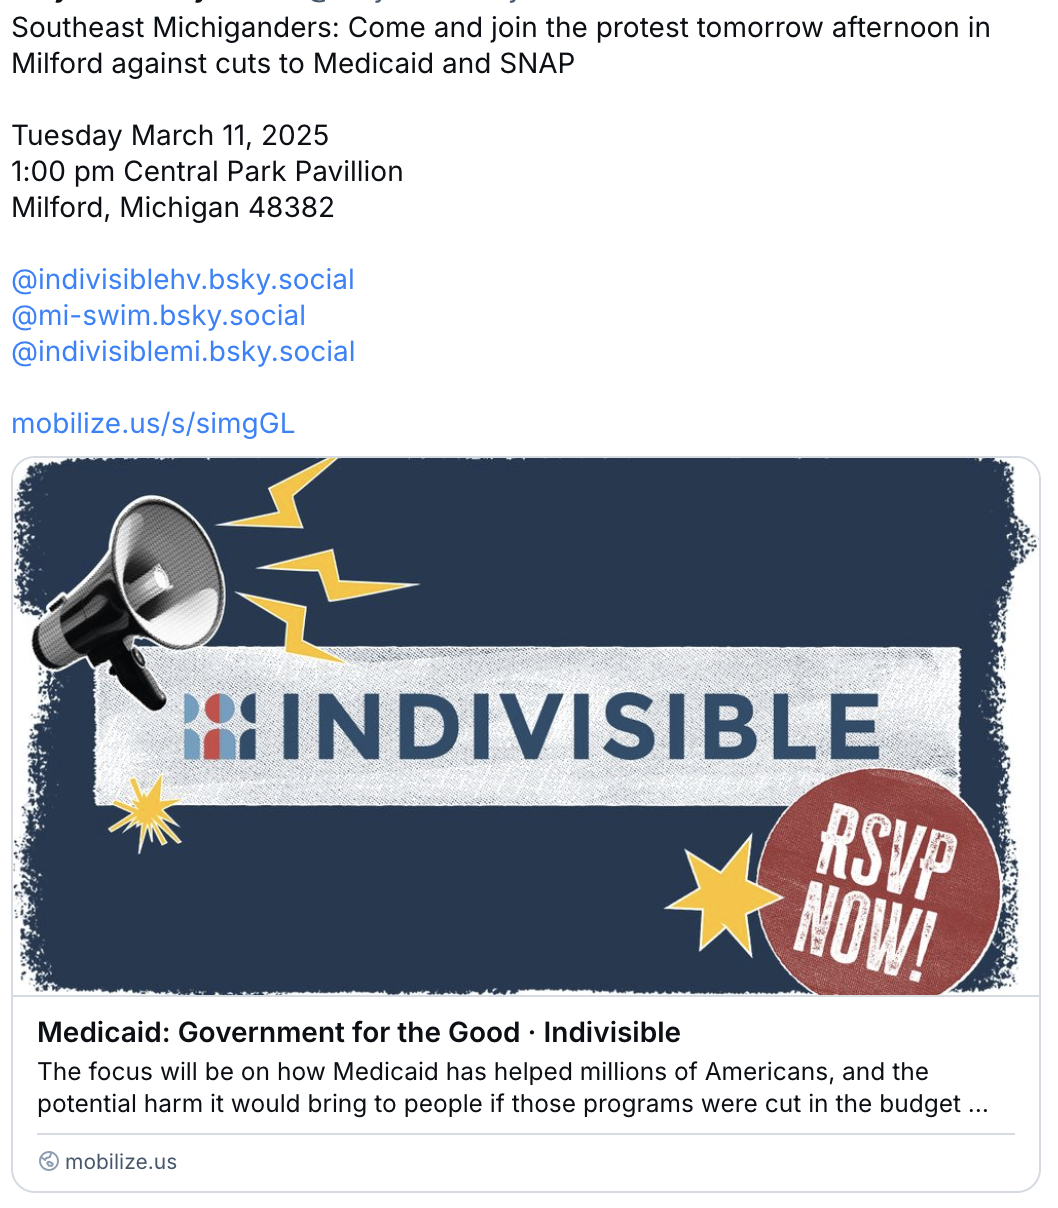 Southeast Michiganders: Come and join the protest tomorrow afternoon in
Milford against cuts to Medicaid and SNAP
Tuesday March 11, 2025
1:00 pm Central Park Pavillion
Milford, Michigan 48382
@indivisiblehv.bsky.social
@mi-swim.bsky.social
@indivisiblemi.bsky.social
mobilize.us/s/simgGL
INDIVISIBLE
RSVP
NOW!
Medicaid: Government for the Good · Indivisible
The focus will be on how Medicaid has helped millions of Americans, and the
potential harm it would bring to people if those programs were cut in the budget ...
mobilize.us